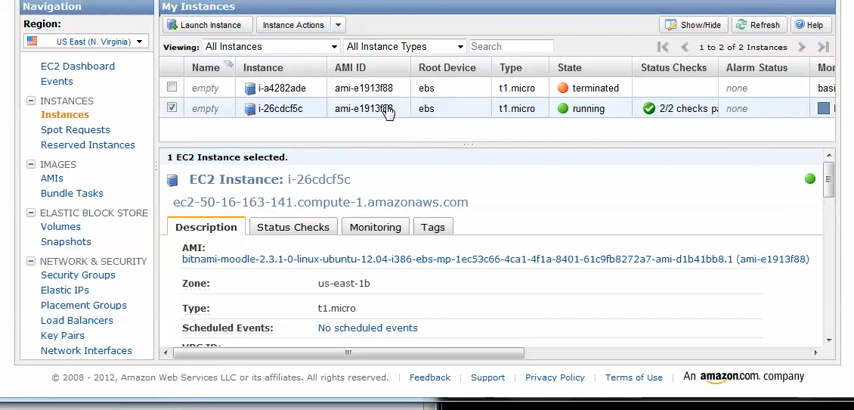 Navigation
Region:
US East (N. Virginia)
EC2 Dashboard
Events
INSTANCES
Instances
Spot Requests
Reserved Instances
IMAGES
AMIs
Bundle Tasks
ELASTIC BLOCK STORE
Volumes
Snapshots
NETWORK & SECURITY
Security Groups
Elastic IPs
Placement Groups
Load Balancers
Key Pairs
Network Interfaces
My Instances
Launch Instance Instance Actions Show/Hide Refresh Help
Viewing: All Instances All Instance Types Search 1 to 2 of 2 Instances
Name Instance AMI ID Root Device Type State Status Checks Alarm Status Mor
empty i-a4282ade ami-e1913f88 ebs t1.micro terminated none basi
empty i-26cdcf5c ami-e1913f88 ebs t1.micro running 2/2 checks pa none
1 EC2 Instance selected.
EC2 Instance: i-26cdcf5c
ec2-50-16-163-141.compute-1.amazonaws.com
Description Status Checks Monitoring Tags
AMI:
bitnami-moodle-2.3.1-0-linux-ubuntu-12.04-i386-ebs-mp-1ec53c66-4ca1-4f1a-8401-61c9fb8272a7-ami-d1b41bb8.1 (ami-e1913f88)
Zone: us-east-1b
Type: t1.micro
Scheduled Events: No scheduled events
VPC ID:
© 2008 - 2012, Amazon Web Services LLC or its affiliates. All rights reserved. | Feedback | Support | Privacy Policy | Terms of Use | An amazon.com. company